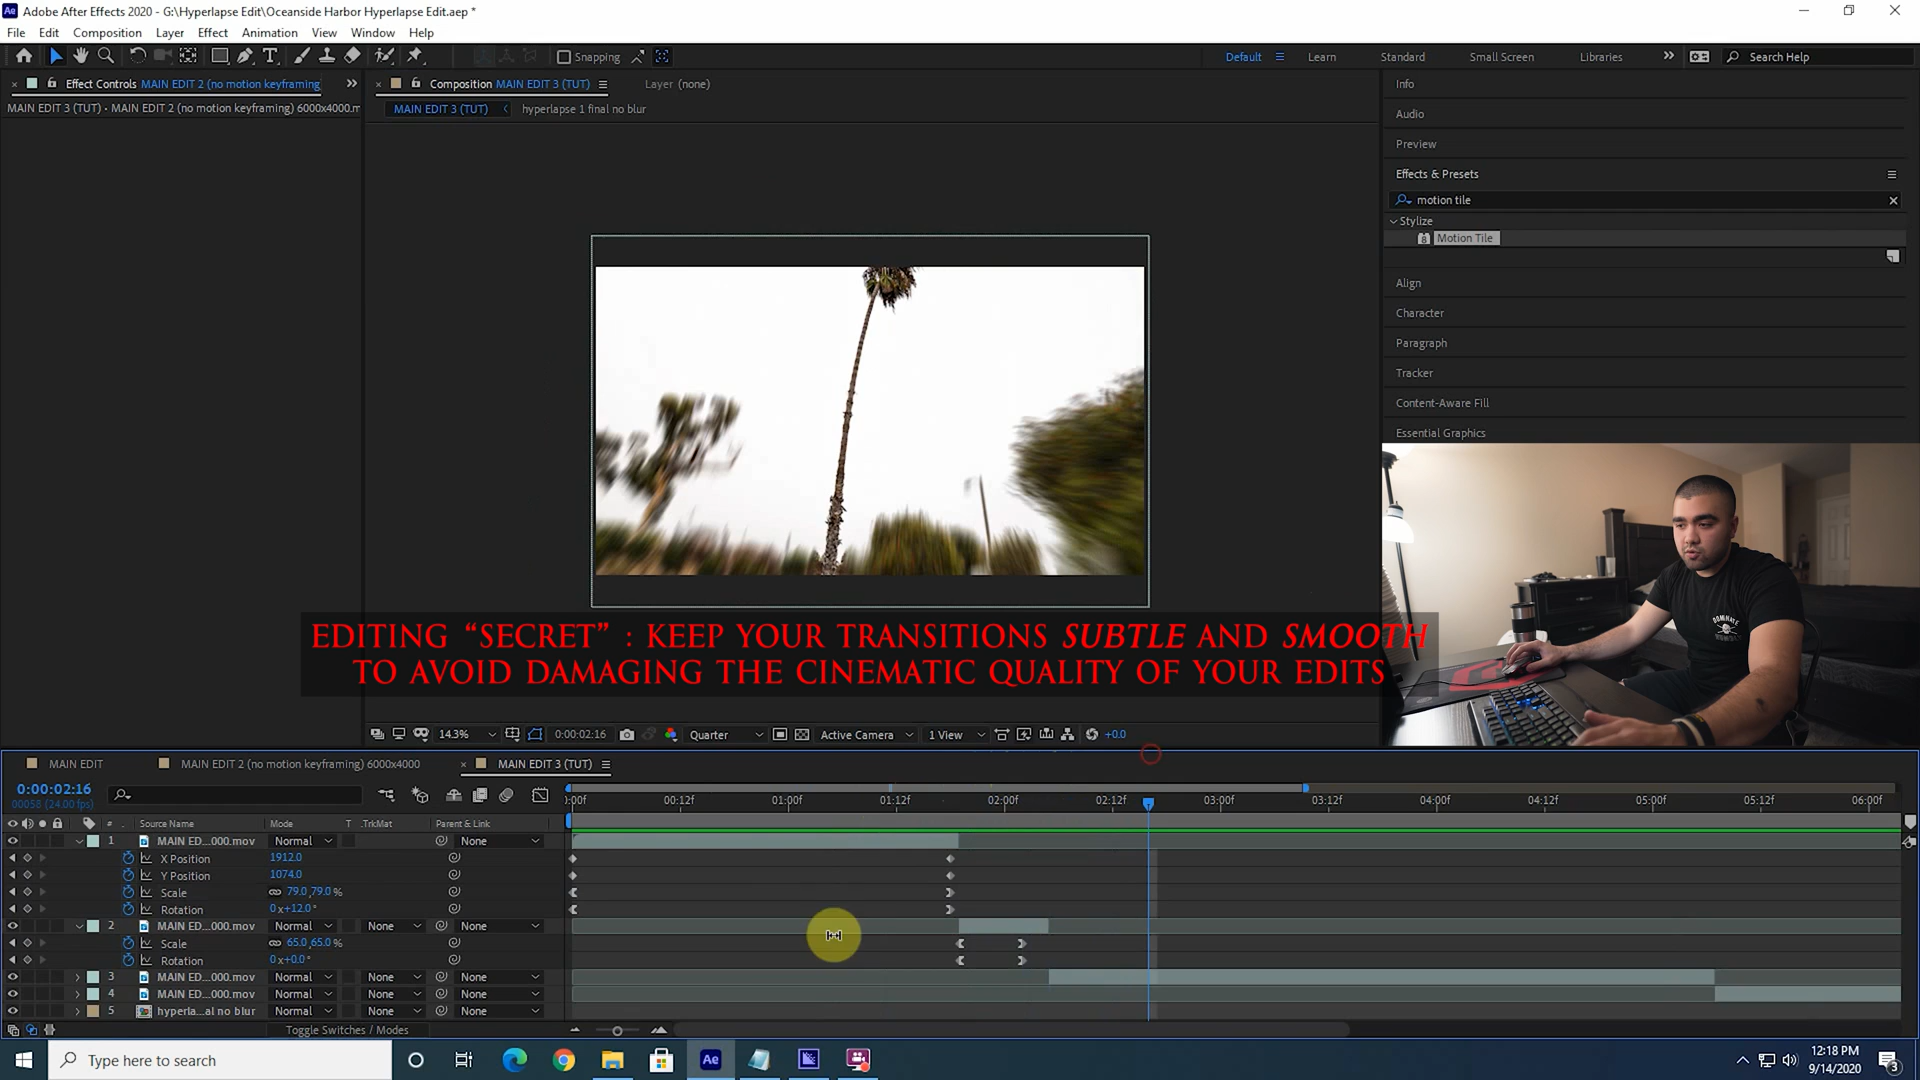 Adobe After Effects 2020 - G:\Hyperlapse Edit\Oceanside Harbor Hyperlapse Edit.aep *
File Edit Composition Layer Effect Animation View Window Help
Snapping
Default Learn Standard Small Screen Libraries Search Help
Effect Controls MAIN EDIT 2 (no motion keyframing)
MAIN EDIT 3 (TUT) • MAIN EDIT 2 (no motion keyframing) 6000x4000.m
Composition MAIN EDIT 3 (TUT)
Layer (none)
MAIN EDIT 3 (TUT) hyperlapse 1 final no blur
Info
Audio
Preview
Effects & Presets
motion tile
Stylize
Motion Tile
Align
Character
Paragraph
Tracker
Content-Aware Fill
Essential Graphics
EDITING “SECRET” : KEEP YOUR TRANSITIONS SUBTLE AND SMOOTH
TO AVOID DAMAGING THE CINEMATIC QUALITY OF YOUR EDITS
14.3% 0:00:02:16 Quarter Active Camera 1 View +0.0
MAIN EDIT MAIN EDIT 2 (no motion keyframing) 6000x4000 MAIN EDIT 3 (TUT)
0:00:02:16
00058 (24.00 fps)
:00f 00:12f 01:00f 01:12f 02:00f 02:12f 03:00f 03:12f 04:00f 04:12f 05:00f 05:12f 06:00f
# Source Name Mode T .TrkMat Parent & Link
1 MAIN ED...000.mov Normal None
X Position 1912.0
Y Position 1074.0
Scale 79.0,79.0%
Rotation 0x+12.0°
2 MAIN ED...000.mov Normal None None
Scale 65.0,65.0%
Rotation 0x+0.0°
3 MAIN ED...000.mov Normal None None
4 MAIN ED...000.mov Normal None None
5 hyperla...al no blur Normal None None
Toggle Switches / Modes
Type here to search
12:18 PM
9/14/2020
3